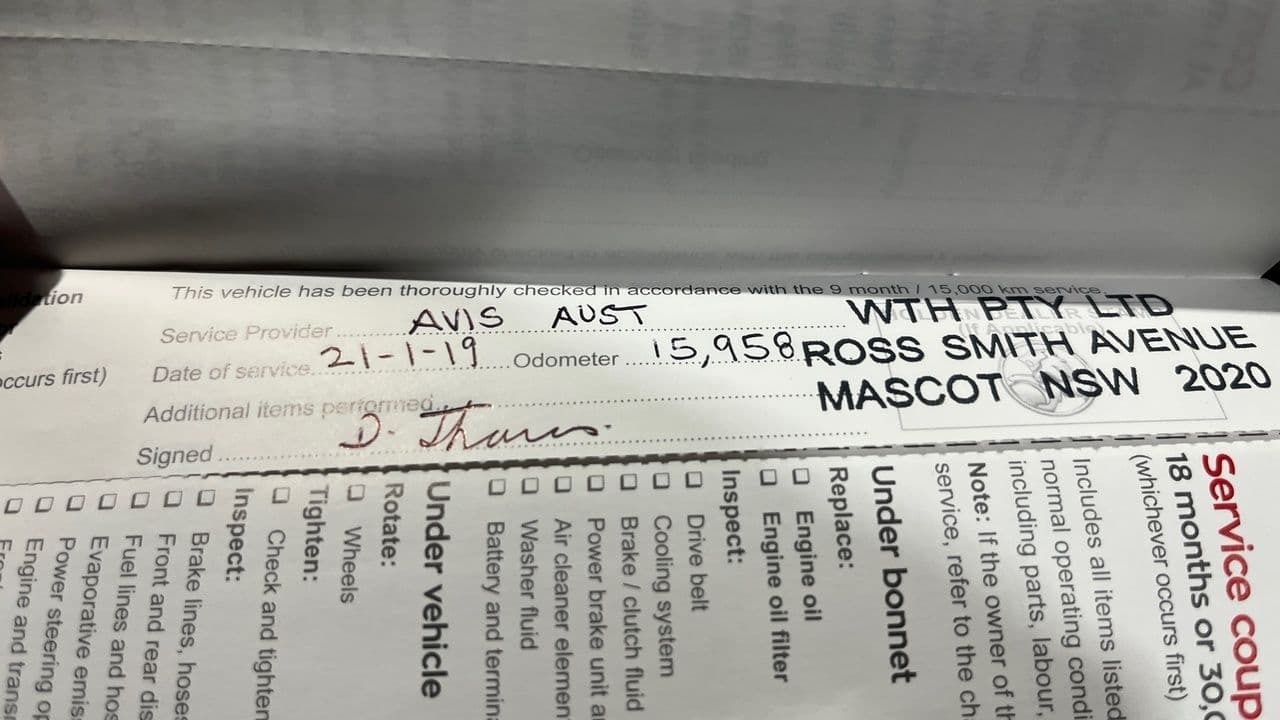 This vehicle has been thoroughly checked in accordance with the 9 month / 15,000 km service.
Service Provider AVIS AUST
Date of service 21-1-19 Odometer 15,958
Additional items performed
Signed D.
WTH PTY LTD
ROSS SMITH AVENUE
MASCOT NSW 2020
occurs first)
Service coup
18 months or 30,
(whichever occurs first)
Includes all items listed
normal operating condi
including parts, labour,
Note: If the owner of th
service, refer to the ch
Under bonnet
Replace:
Engine oil
Engine oil filter
Inspect:
Drive belt
Cooling system
Brake / clutch fluid
Power brake unit a
Air cleaner elemen
Washer fluid
Battery and termina
Under vehicle
Rotate:
Wheels
Tighten:
Check and tighten
Inspect:
Brake lines, hoses
Front and rear dis
Fuel lines and hos
Evaporative emiss
Power steering op
Engine and transm